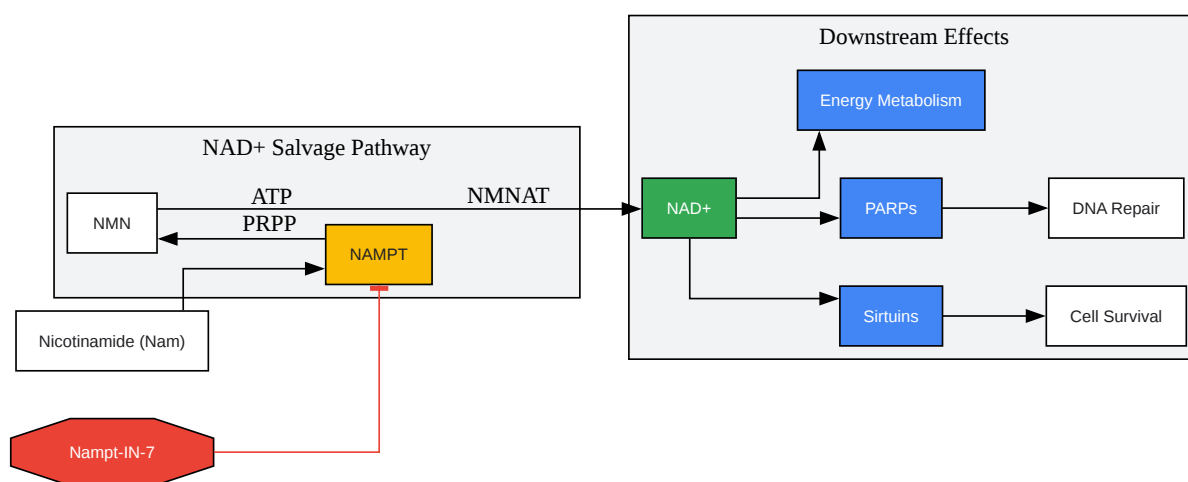 Downstream Effects
Energy Metabolism
NAD+ Salvage Pathway
ATP
NMNAT
NMN
PRPP
NAMPT
NAD+
PARPs
DNA Repair
Sirtuins
Cell Survival
Nicotinamide (Nam)
Nampt-IN-7